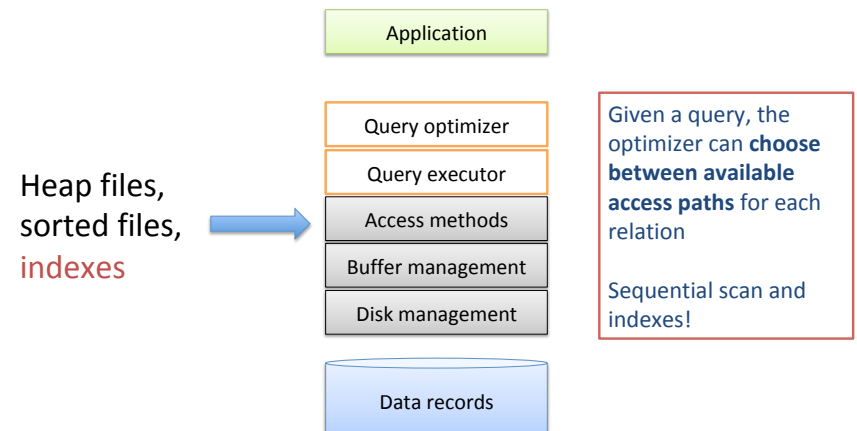 Application
Query optimizer
Query executor
Access methods
Buffer management
Disk management
Data records
Heap files,
sorted files,
indexes
Given a query, the
optimizer can choose
between available
access paths for each
relation
Sequential scan and
indexes!